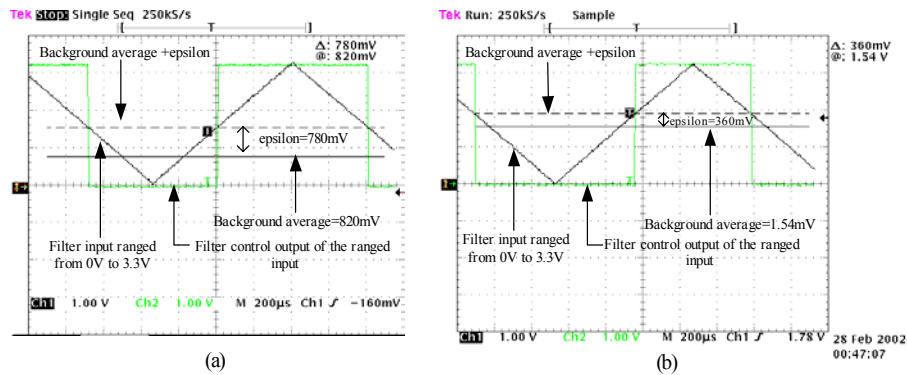 Tek Stop: Single Seq 250kS/s
[ T ]
Background average +epsilon
Δ: 780mV
@: 820mV
T
epsilon=780mV
1→
T
Background average=820mV
Filter input ranged
from 0V to 3.3V
Filter control output of the ranged
input
Ch1 1.00 V Ch2 1.00 V M 200µs Ch1 ʃ −160mV
(a)
Tek Run: 250kS/s Sample
[ T ]
Background average +epsilon
Δ: 360mV
@: 1.54 V
T
epsilon=360mV
1→
T
Background average=1.54mV
Filter input ranged
from 0V to 3.3V
Filter control output of the ranged
input
Ch1 1.00 V Ch2 1.00 V M 200µs Ch1 ʃ 1.78 V
28 Feb 2002
00:47:07
(b)